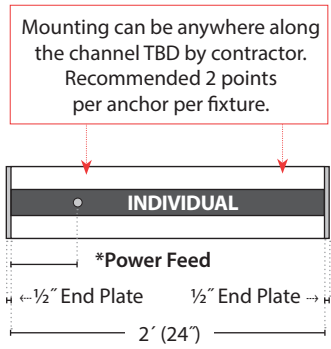 Mounting can be anywhere along
the channel TBD by contractor.
Recommended 2 points
per anchor per fixture.
INDIVIDUAL
*Power Feed
½˝ End Plate ½˝ End Plate
2´ (24˝)